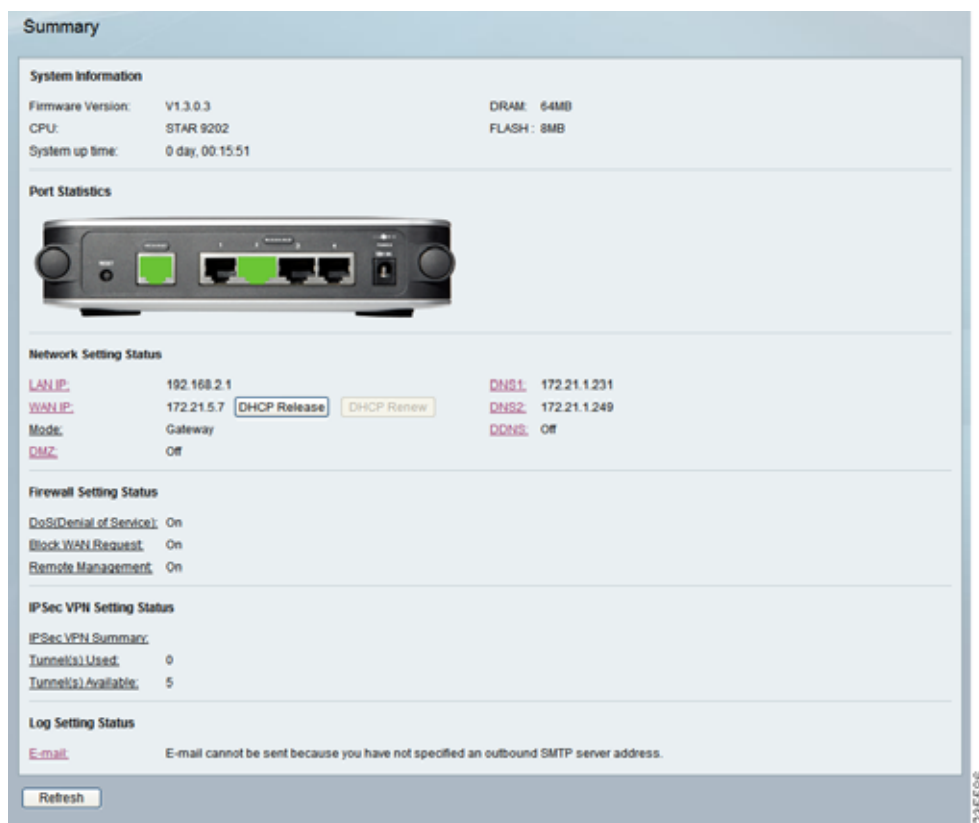 Summary
System Information
Firmware Version: V1.3.0.3 DRAM: 64MB
CPU: STAR 9202 FLASH : 8MB
System up time: 0 day, 00:15:51
Port Statistics
1 2 3 4
RESET
Network Setting Status
LAN IP: 192.168.2.1 DNS1: 172.21.1.231
WAN IP: 172.21.5.7 DHCP Release DHCP Renew DNS2: 172.21.1.249
Mode: Gateway DDNS: Off
DMZ: Off
Firewall Setting Status
DoS(Denial of Service): On
Block WAN Request: On
Remote Management: On
IPSec VPN Setting Status
IPSec VPN Summary:
Tunnel(s) Used: 0
Tunnel(s) Available: 5
Log Setting Status
E-mail: E-mail cannot be sent because you have not specified an outbound SMTP server address.
Refresh